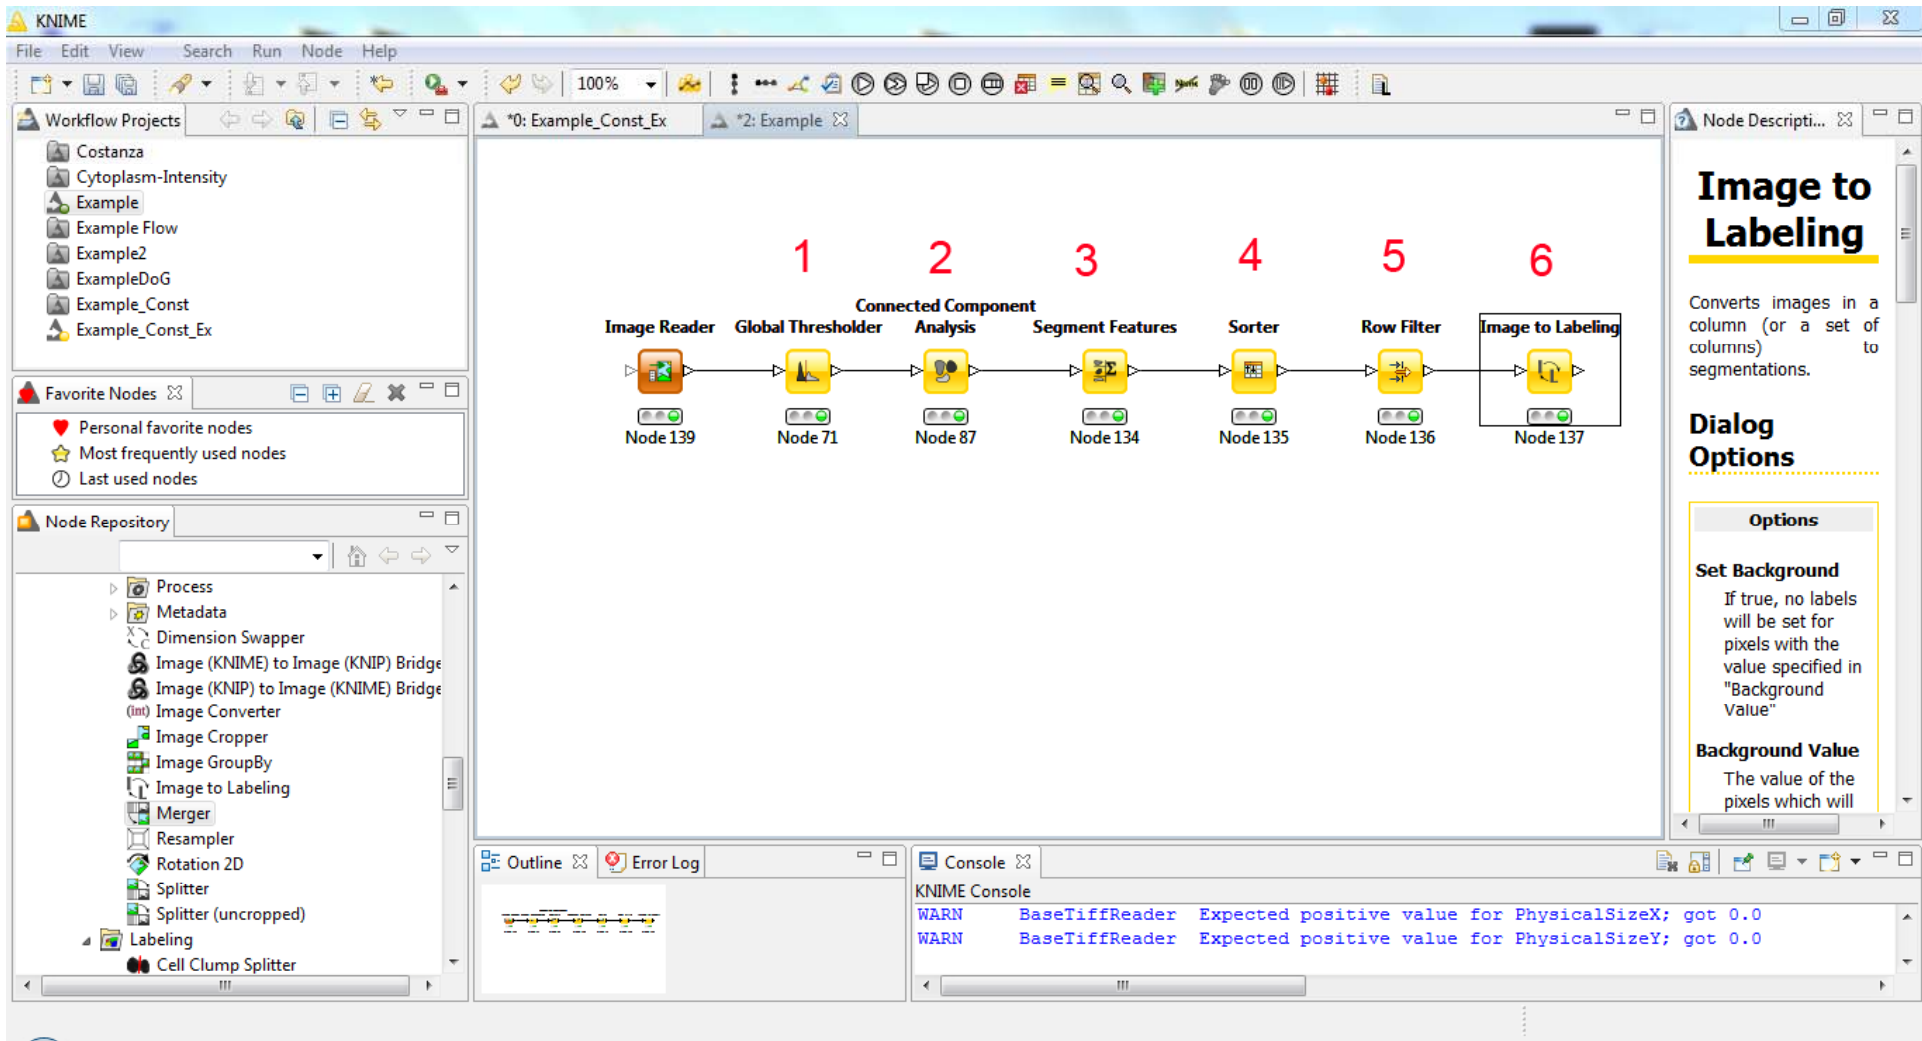 KNIME
File Edit View Search Run Node Help
100%
Workflow Projects
Costanza
Cytoplasm-Intensity
Example
Example Flow
Example2
ExampleDoG
Example_Const
Example_Const_Ex
Favorite Nodes
Personal favorite nodes
Most frequently used nodes
Last used nodes
Node Repository
Process
Metadata
Dimension Swapper
Image (KNIME) to Image (KNIP) Bridge
Image (KNIP) to Image (KNIME) Bridge
(int) Image Converter
Image Cropper
Image GroupBy
Image to Labeling
Merger
Resampler
Rotation 2D
Splitter
Splitter (uncropped)
Labeling
Cell Clump Splitter
*0: Example_Const_Ex
*2: Example
1 2 3 4 5 6
Connected Component
Image Reader Global Thresholder Analysis Segment Features Sorter Row Filter Image to Labeling
Node 139 Node 71 Node 87 Node 134 Node 135 Node 136 Node 137
Outline
Error Log
Console
KNIME Console
WARN BaseTiffReader Expected positive value for PhysicalSizeX; got 0.0
WARN BaseTiffReader Expected positive value for PhysicalSizeY; got 0.0
Node Descripti...
Image to
Labeling
Converts images in a
column (or a set of
columns) to
segmentations.
Dialog
Options
Options
Set Background
If true, no labels
will be set for
pixels with the
value specified in
"Background
Value"
Background Value
The value of the
pixels which will